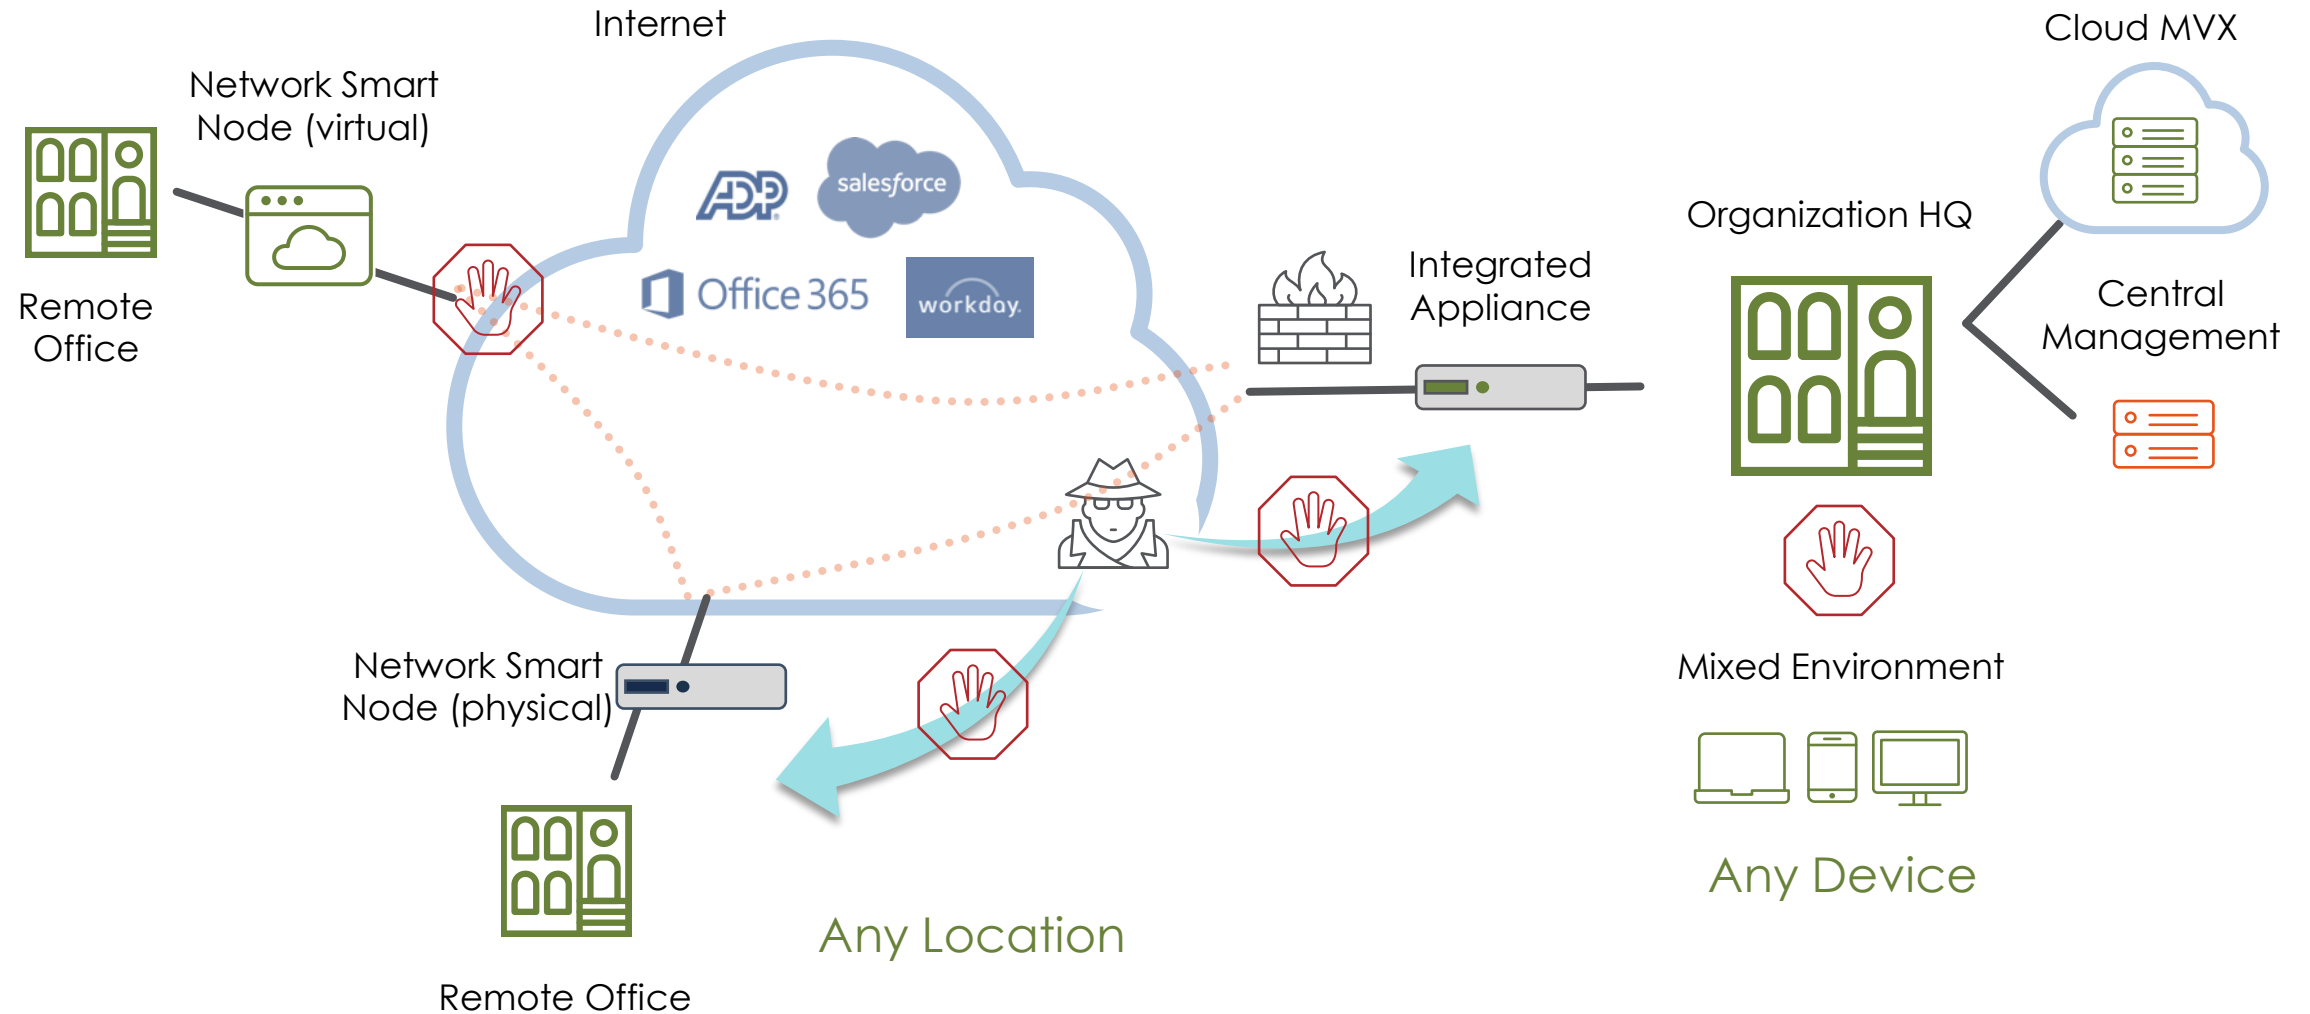 Internet
Cloud MVX
Network Smart
Node (virtual)
ADP
salesforce
Organization HQ
Office 365
workday.
Integrated
Appliance
Remote
Office
Central
Management
Network Smart
Node (physical)
Mixed Environment
Any Device
Any Location
Remote Office